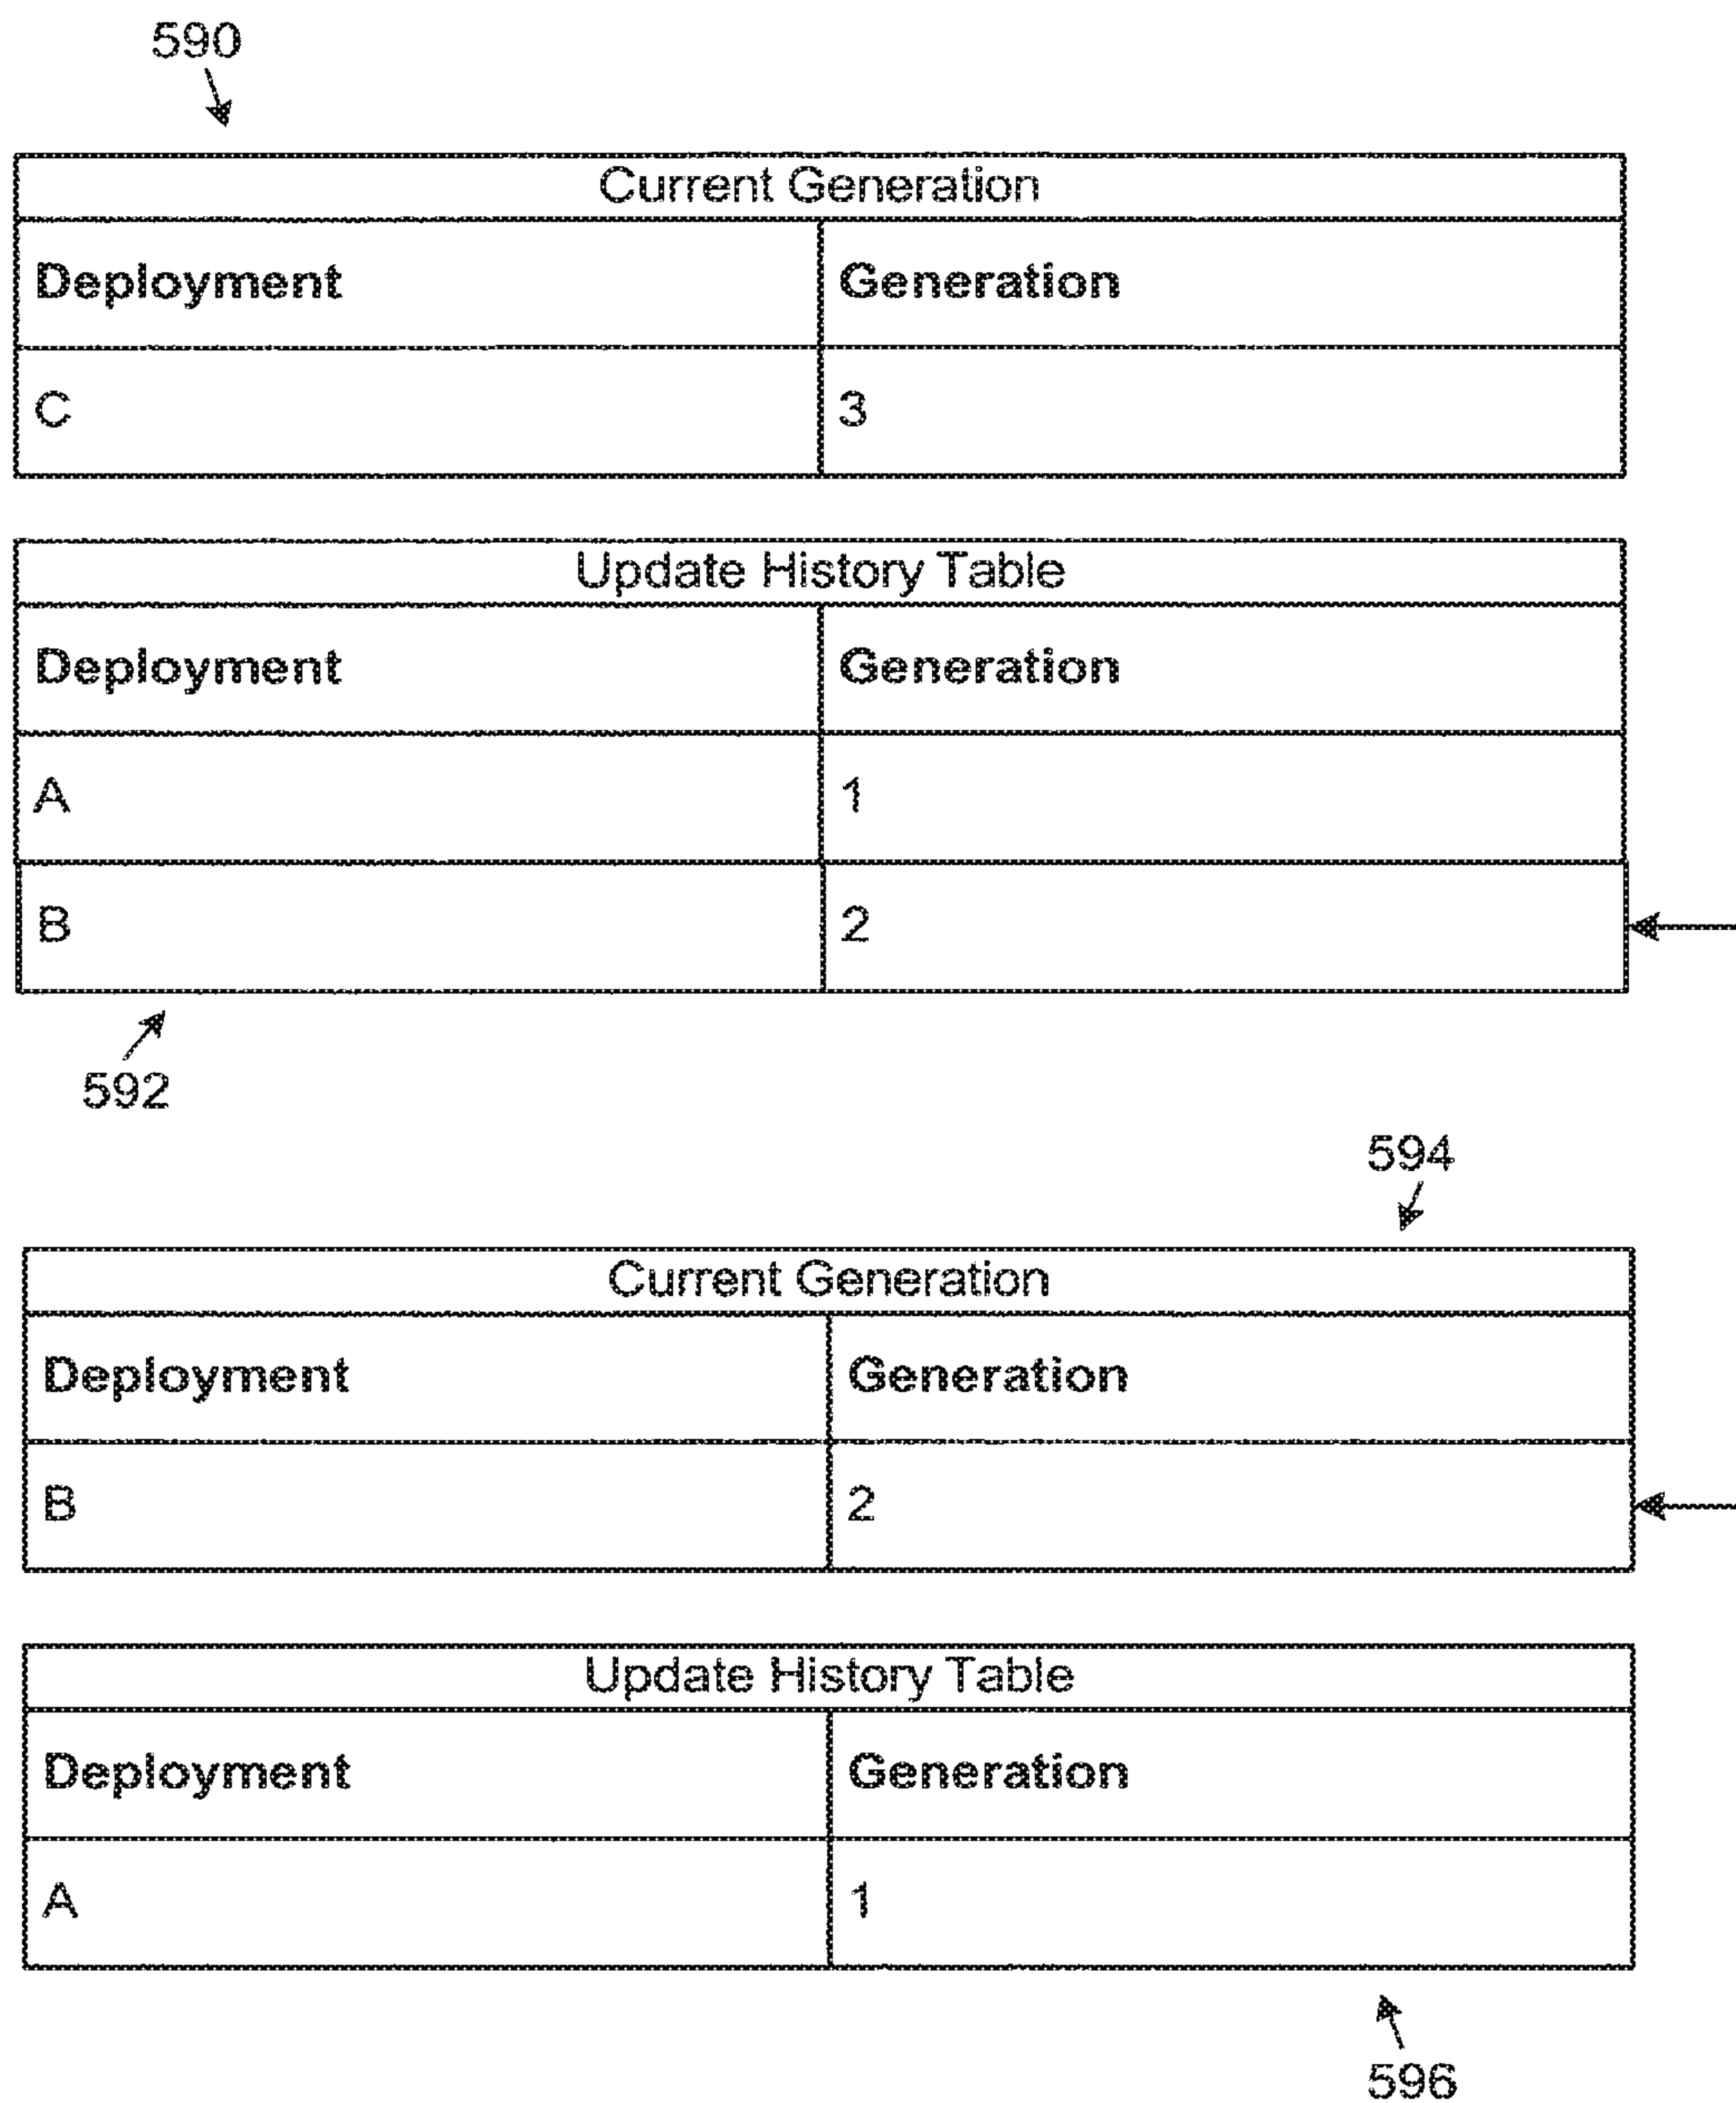 590
Current Generation
Deployment Generation
C 3
Update History Table
Deployment Generation
A 1
B 2
592
594
Current Generation
Deployment Generation
B 2
Update History Table
Deployment Generation
A 1
596